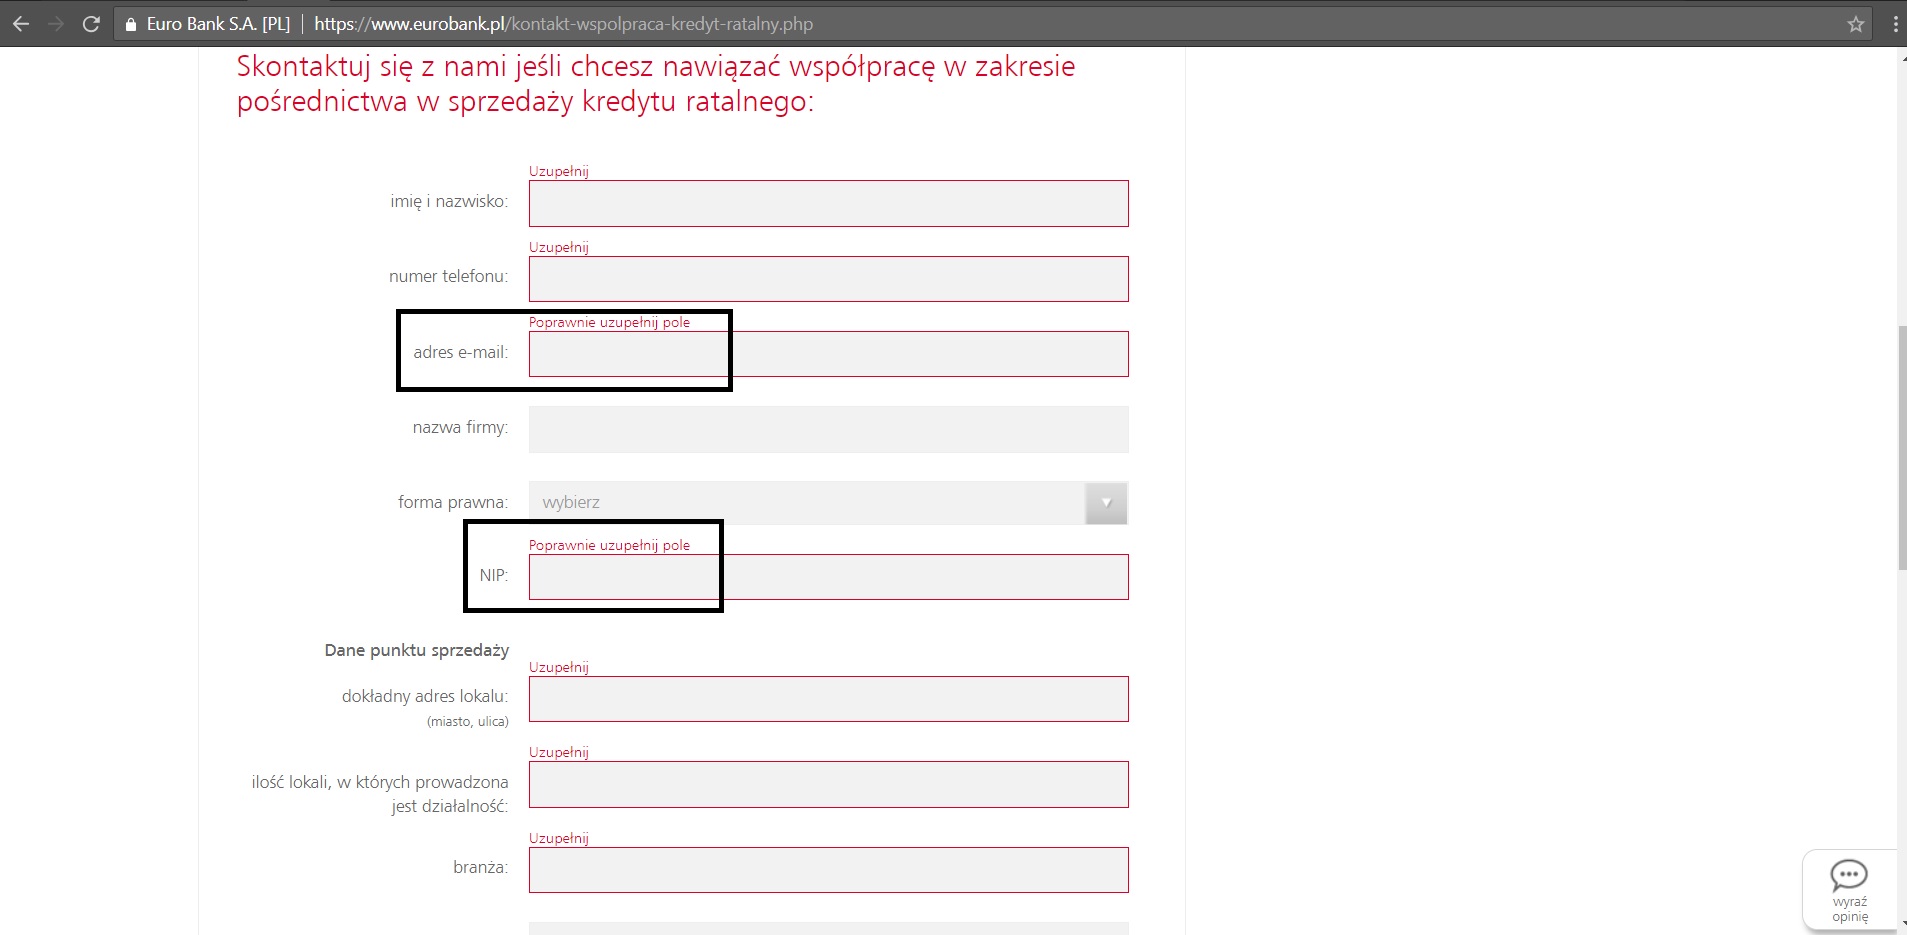 Euro Bank S.A. [PL] https://www.eurobank.pl/kontakt-wspolpraca-kredyt-ratalny.php
Skontaktuj się z nami jeśli chcesz nawiązać współpracę w zakresie
pośrednictwa w sprzedaży kredytu ratalnego:
Uzupełnij
imię i nazwisko:
Uzupełnij
numer telefonu:
Poprawnie uzupełnij pole
adres e-mail:
nazwa firmy:
forma prawna: wybierz
Poprawnie uzupełnij pole
NIP:
Dane punktu sprzedaży
Uzupełnij
dokładny adres lokalu:
(miasto, ulica)
Uzupełnij
ilość lokali, w których prowadzona
jest działalność:
Uzupełnij
branża:
wyraź
opinię